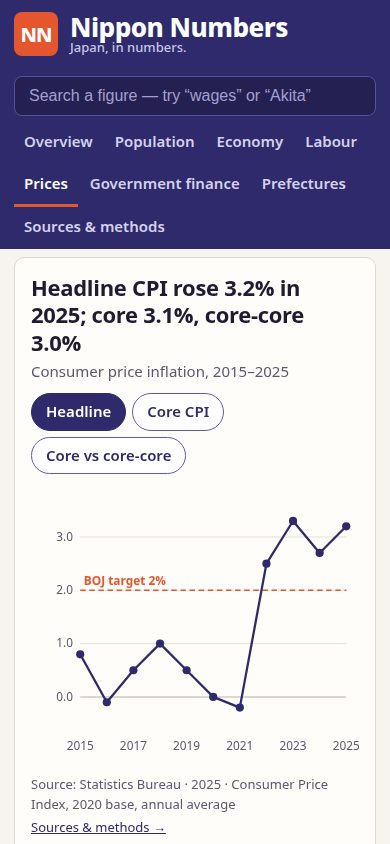 NN
Nippon Numbers
Japan, in numbers.
Search a figure — try “wages” or “Akita”
Overview Population Economy Labour
Prices Government finance Prefectures
Sources & methods
Headline CPI rose 3.2% in
2025; core 3.1%, core-core
3.0%
Consumer price inflation, 2015–2025
Headline Core CPI
Core vs core-core
3.0
BOJ target 2%
2.0
1.0
0.0
2015 2017 2019 2021 2023 2025
Source: Statistics Bureau · 2025 · Consumer Price
Index, 2020 base, annual average
Sources & methods →